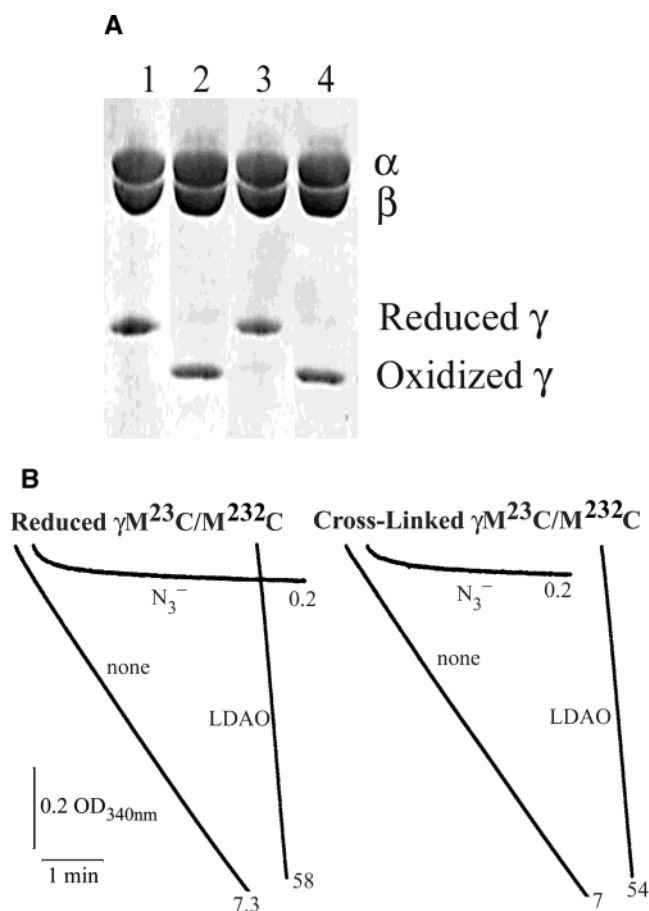 A
1 2 3 4
α
β
Reduced γ
Oxidized γ
B
Reduced γM²³C/M²³²C
Cross-Linked γM²³C/M²³²C
N₃⁻
0.2
N₃⁻
0.2
none
none
LDAO
LDAO
0.2 OD₃₄₀ₙₘ
1 min
7.3
58
7
54